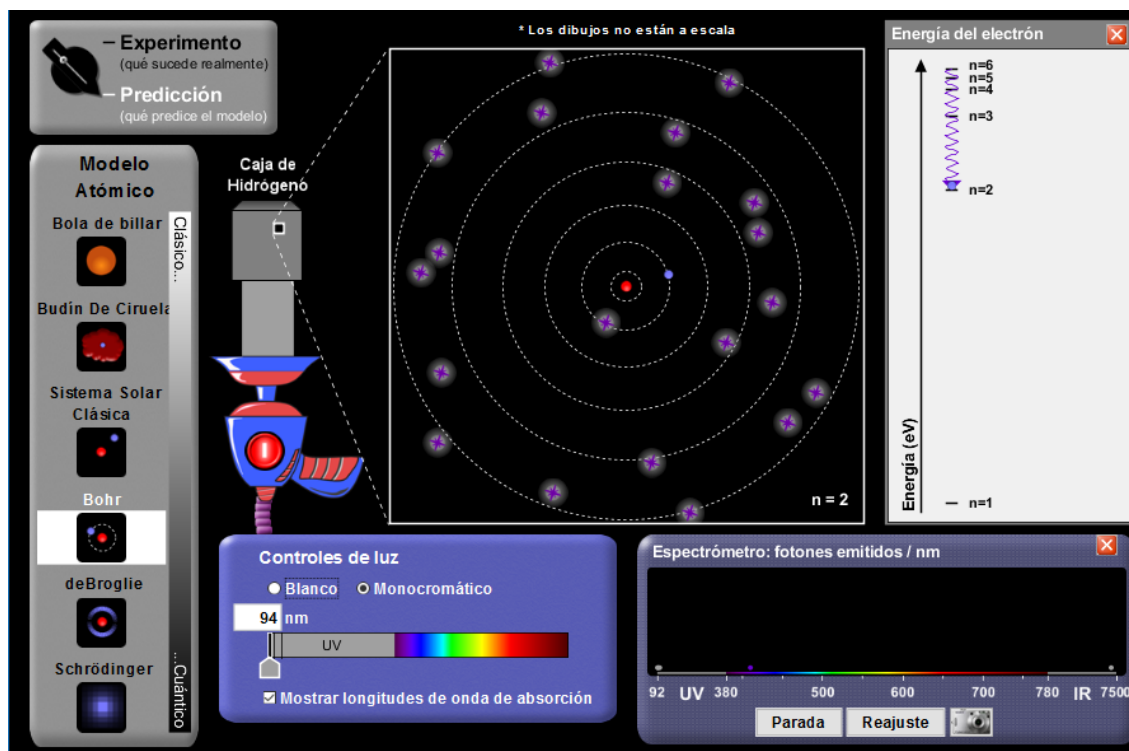 * Los dibujos no están a escala
Experimento
(qué sucede realmente)
Predicción
(qué predice el modelo)
Modelo
Atómico
Bola de billar
Budín De Ciruela
Sistema Solar
Clásica
Bohr
deBroglie
Schrödinger
Clásico...
...Cuántico
Caja de
Hidrógeno
n = 2
Energía del electrón
n=6
n=5
n=4
n=3
n=2
n=1
Energía (eV)
Controles de luz
Blanco
Monocromático
94 nm
UV
Mostrar longitudes de onda de absorción
Espectrómetro: fotones emitidos / nm
92 UV 380 500 600 700 780 IR 7500
Parada Reajuste